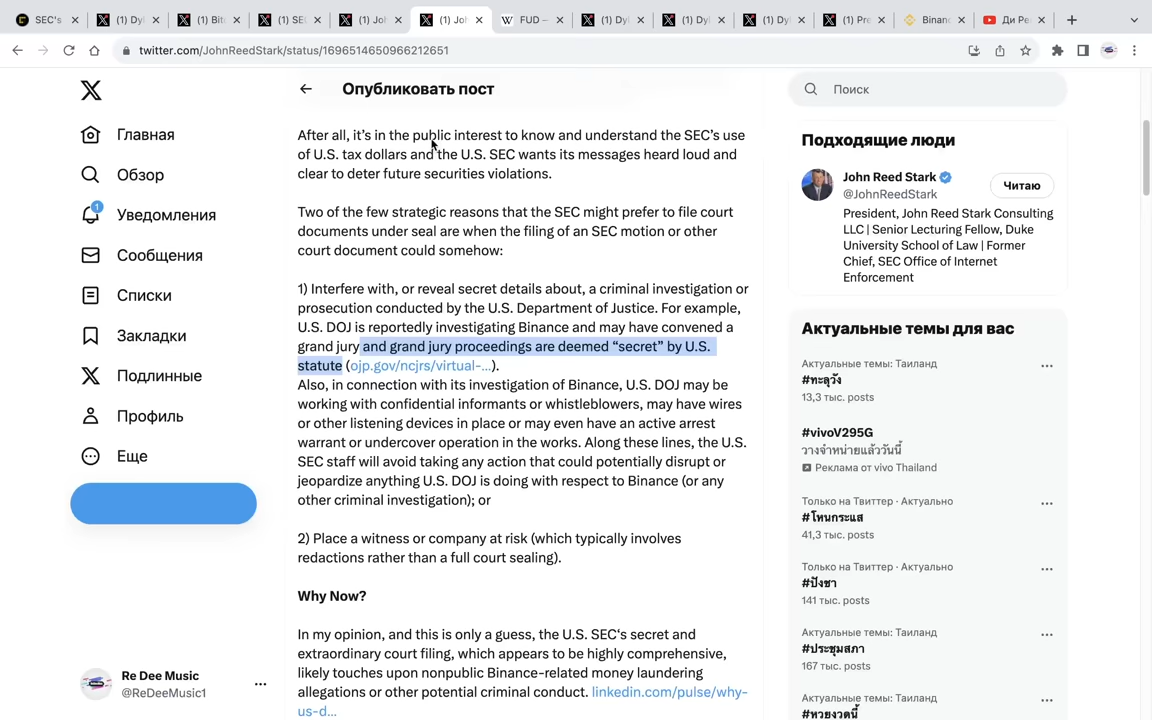 SEC's
(1) Dyl
(1) Bit
(1) SE
(1) Jo
(1) Joh
FUD –
(1) Dyl
(1) Dyl
(1) Dyl
(1) Pre
Binan
Ди Ре
twitter.com/JohnReedStark/status/1696514650966212651
Главная
Обзор
1
Уведомления
Сообщения
Списки
Закладки
Подлинные
Профиль
Еще
Re Dee Music
@ReDeeMusic1
Опубликовать пост
After all, it's in the public interest to know and understand the SEC's use
of U.S. tax dollars and the U.S. SEC wants its messages heard loud and
clear to deter future securities violations.
Two of the few strategic reasons that the SEC might prefer to file court
documents under seal are when the filing of an SEC motion or other
court document could somehow:
1) Interfere with, or reveal secret details about, a criminal investigation or
prosecution conducted by the U.S. Department of Justice. For example,
U.S. DOJ is reportedly investigating Binance and may have convened a
grand jury and grand jury proceedings are deemed “secret” by U.S.
statute (ojp.gov/ncjrs/virtual-...).
Also, in connection with its investigation of Binance, U.S. DOJ may be
working with confidential informants or whistleblowers, may have wires
or other listening devices in place or may even have an active arrest
warrant or undercover operation in the works. Along these lines, the U.S.
SEC staff will avoid taking any action that could potentially disrupt or
jeopardize anything U.S. DOJ is doing with respect to Binance (or any
other criminal investigation); or
2) Place a witness or company at risk (which typically involves
redactions rather than a full court sealing).
Why Now?
In my opinion, and this is only a guess, the U.S. SEC‘s secret and
extraordinary court filing, which appears to be highly comprehensive,
likely touches upon nonpublic Binance-related money laundering
allegations or other potential criminal conduct. linkedin.com/pulse/why-
us-d...
Поиск
Подходящие люди
John Reed Stark
@JohnReedStark
Читаю
President, John Reed Stark Consulting
LLC | Senior Lecturing Fellow, Duke
University School of Law | Former
Chief, SEC Office of Internet
Enforcement
Актуальные темы для вас
Актуальные темы: Таиланд
#ทะลุวัง
13,3 тыс. posts
#vivoV295G
วางจำหน่ายแล้ววันนี้
Реклама от vivo Thailand
Только на Твиттер · Актуально
#โหนกระแส
41,3 тыс. posts
Только на Твиттер · Актуально
#ปังชา
141 тыс. posts
Актуальные темы: Таиланд
#ประชุมสภา
167 тыс. posts
Актуальные темы: Таиланд
#หวยงวดนี้